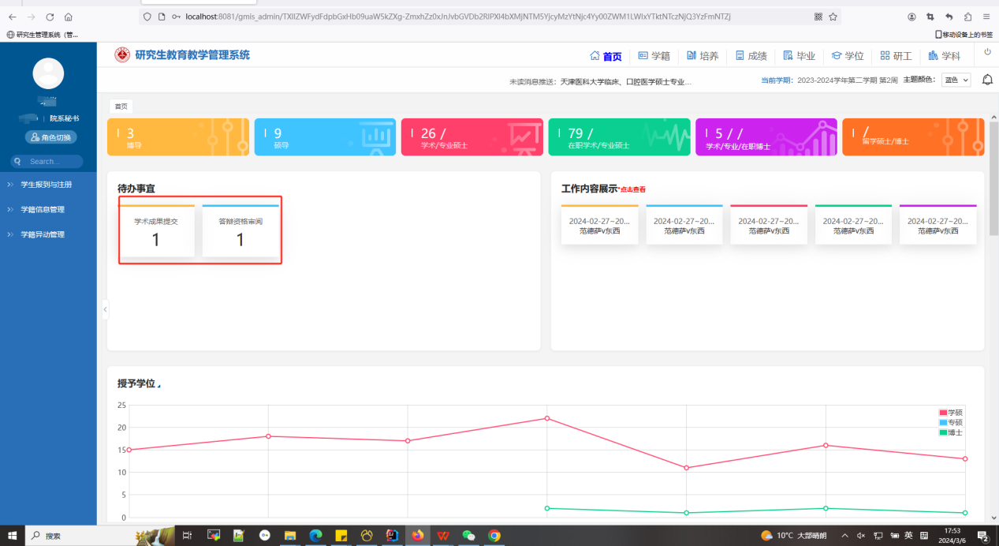 localhost:8081/gmis_admin/TXlIZWFydFdpbGxHb09uaW5kZXg-ZmxhZz0xJnJvbGVDb2RlPXI4bXMjNTM5YjcyMzYtNjc4Yy00ZWM1LWIxYTktNTczNjQ3YzFmNTZj
研究生管理系统（管...
移动设备上的书签
研究生教育教学管理系统
首页 学籍 培养 成绩 毕业 学位 研工 学科
未读消息推送： 天津医科大学临床、口腔医学硕士专业...
当前学期： 2023-2024学年第二学期 第2周 主题颜色： 蓝色
| 院系秘书
角色切换
Search...
学生报到与注册
学籍信息管理
学籍异动管理
首页
3
博导
9
硕导
26 /
学术/专业硕士
79 /
在职学术/专业硕士
5 / /
学术/专业/在职博士
/
留学硕士/博士
待办事宜
学术成果提交
1
答辩资格审阅
1
工作内容展示*点击查看
2024-02-27~20...
范德萨v东西
2024-02-27~20...
范德萨v东西
2024-02-27~20...
范德萨v东西
2024-02-27~20...
范德萨v东西
2024-02-27~20...
范德萨v东西
授予学位
25
20
15
10
5
0
学硕
专硕
博士
搜索
10°C 大部晴朗
英
17:53
2024/3/6
2